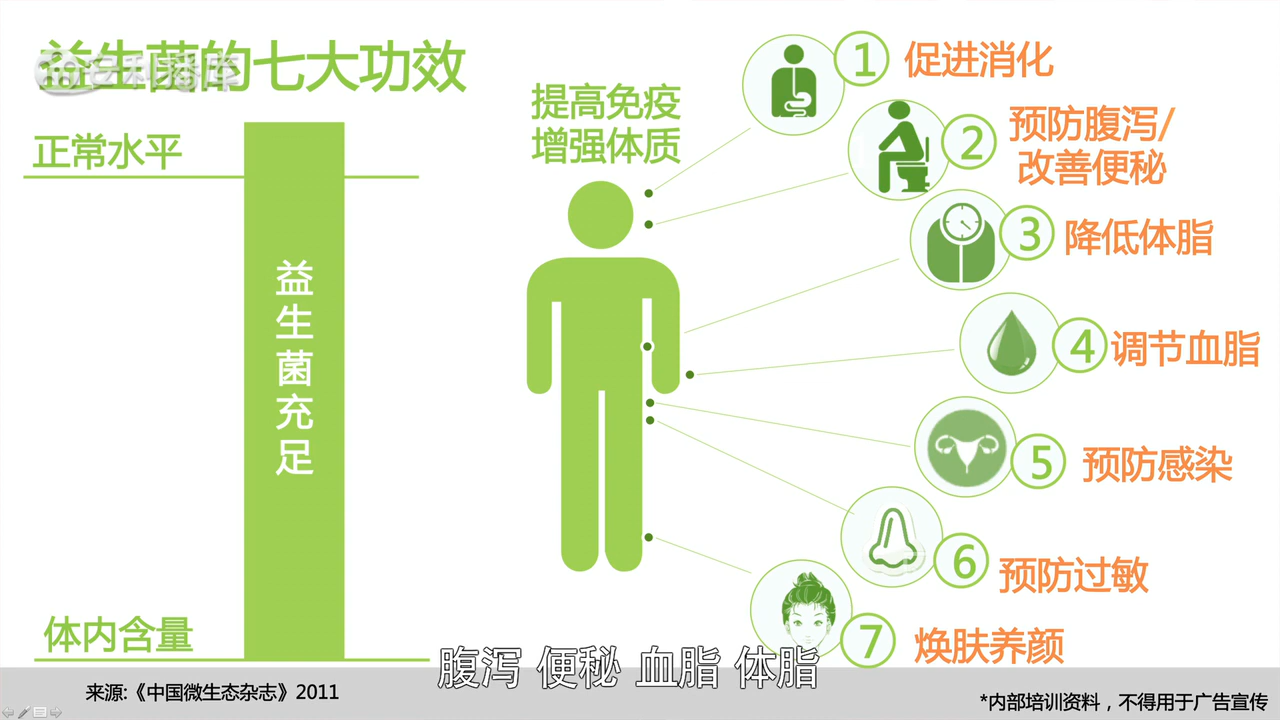 益生菌的七大功效
正常水平
益生菌充足
体内含量
提高免疫
增强体质
1 促进消化
2 预防腹泻/
改善便秘
3 降低体脂
4 调节血脂
5 预防感染
6 预防过敏
7 焕肤养颜
腹泻 便秘 血脂 体脂
来源:《中国微生态杂志》2011
*内部培训资料，不得用于广告宣传